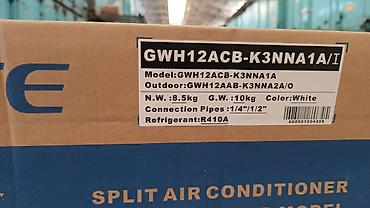 GWH12ACB-K3NNA1A/I
Model:GWH12ACB-K3NNA1A
Outdoor:GWH12AAB-K3NNA2A/O
N.W.:8.5kg G.W.:10kg Color:White
Connection Pipes:1/4"/1/2"
Refrigerant:R410A
600001004306
SPLIT AIR CONDITIONER